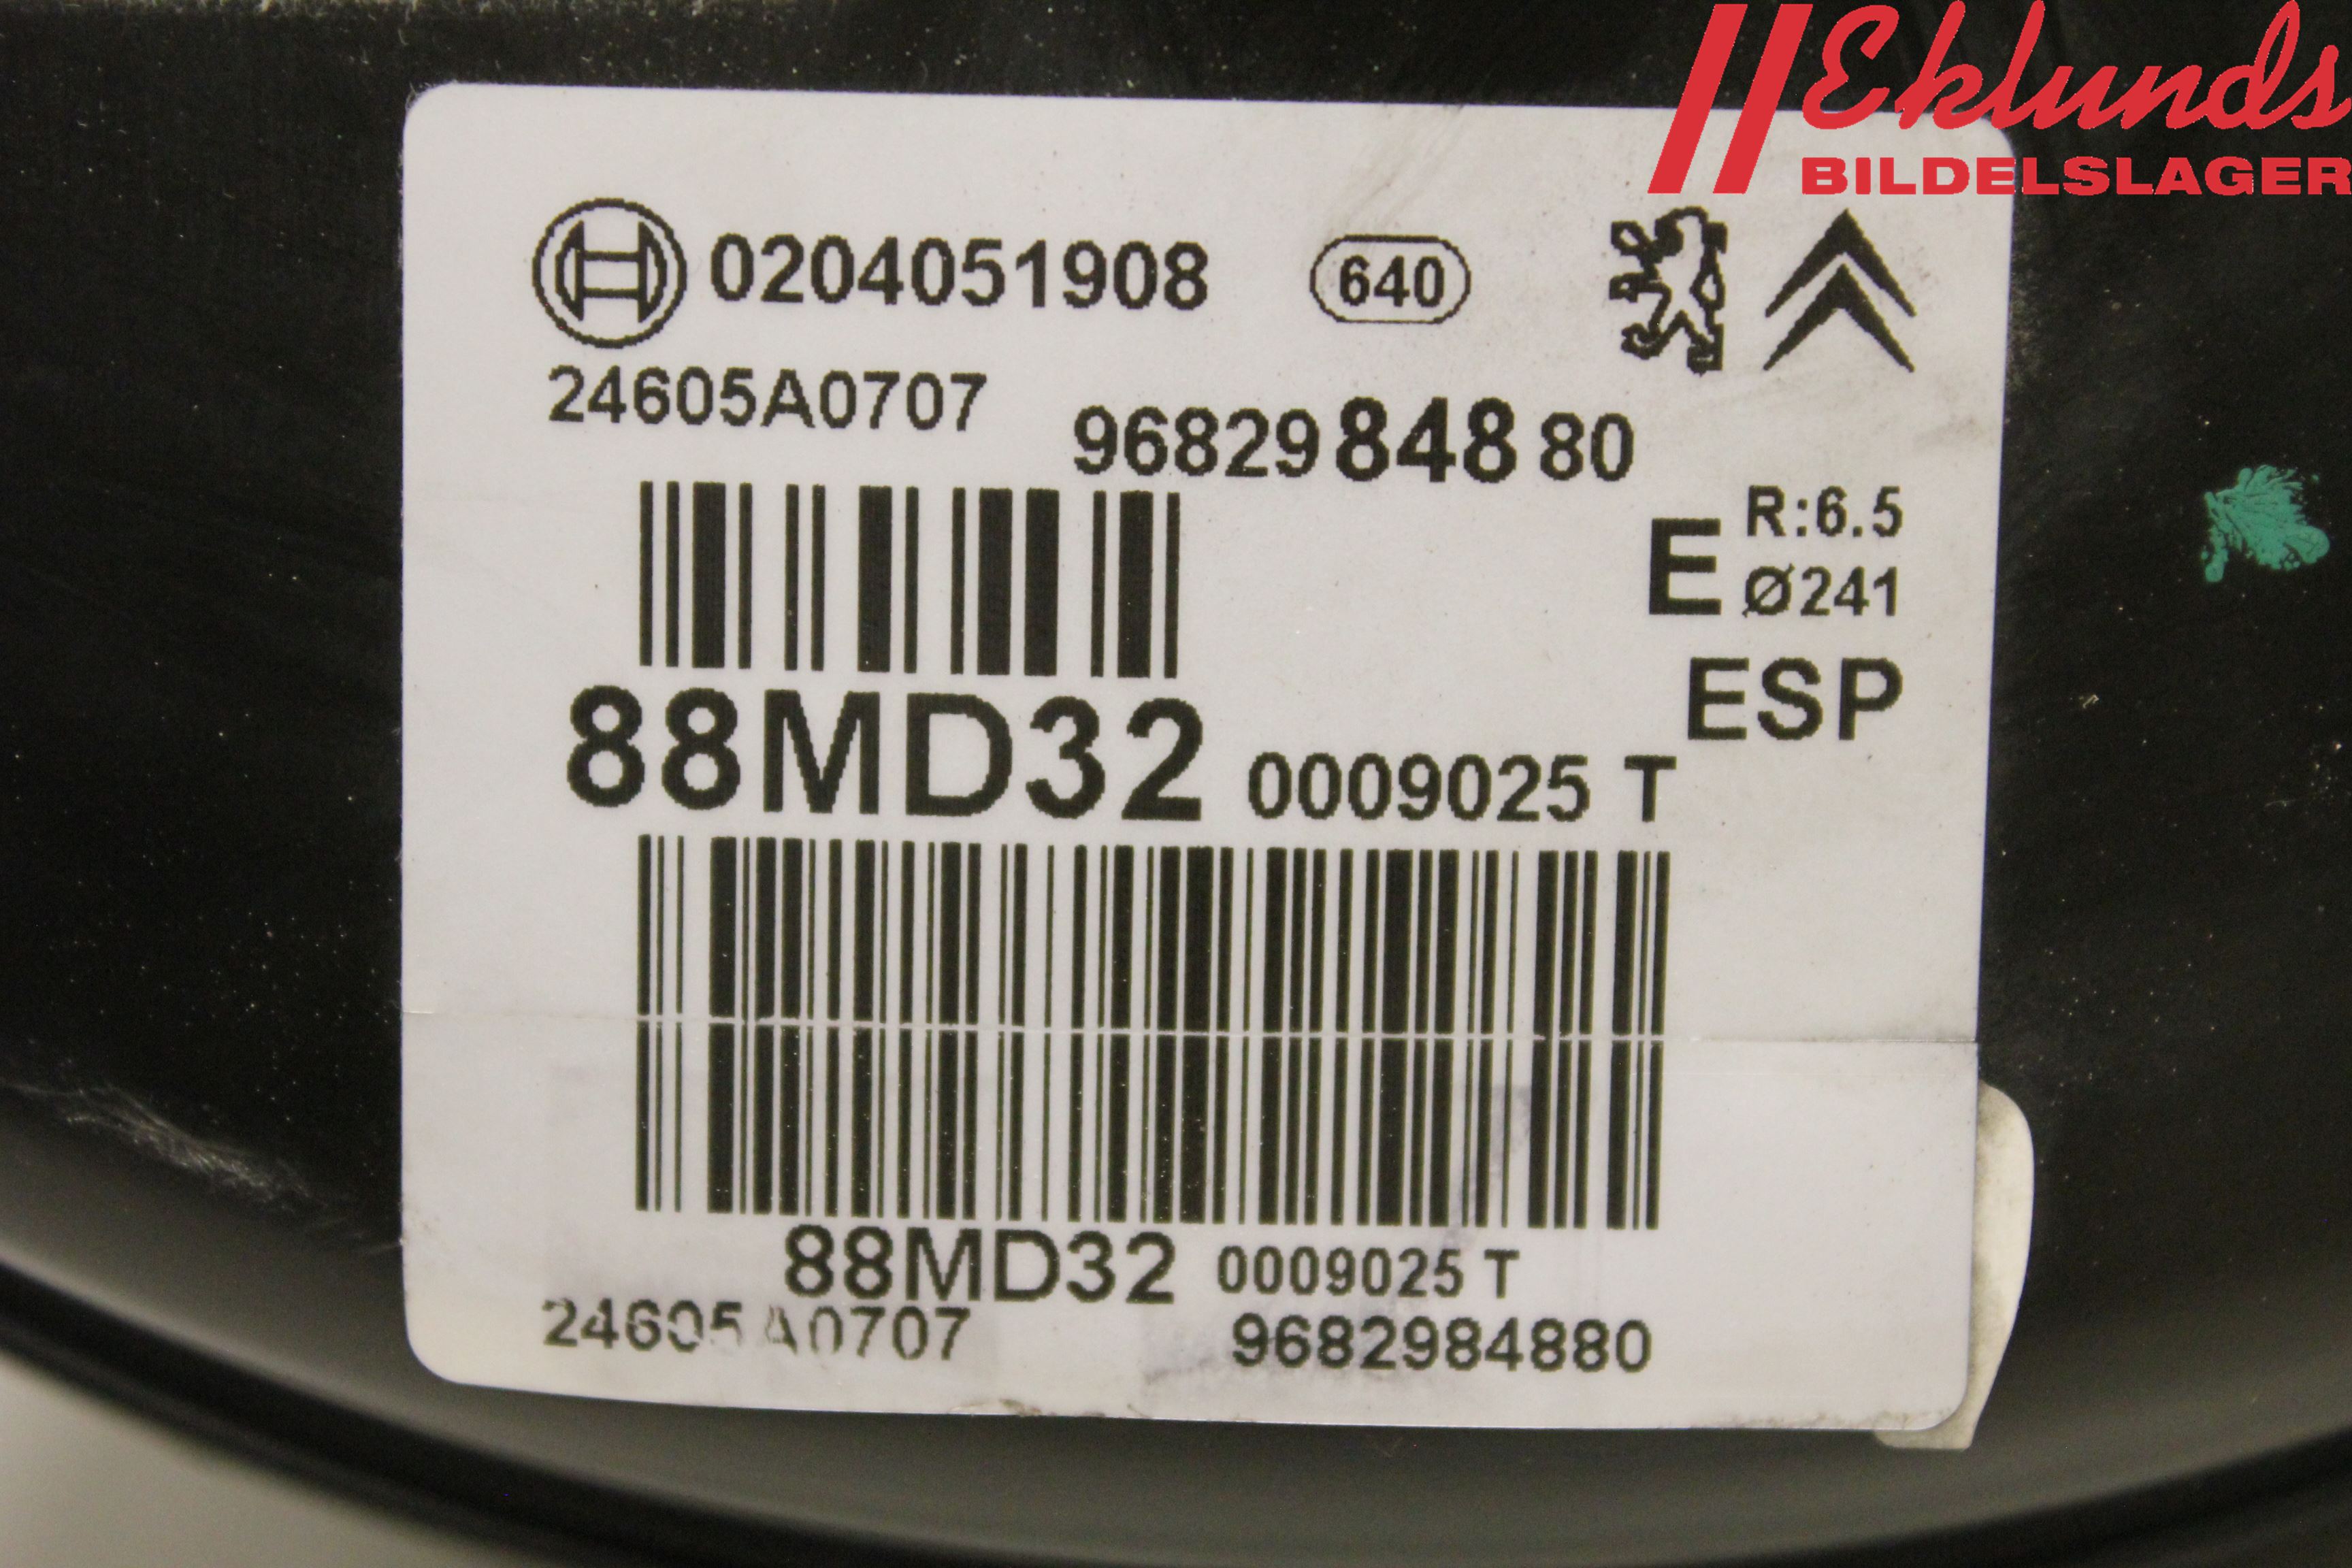 Eklunds
BILDELSLAGER
0204051908 640
24605A0707
9682984880
E R:6.5
Ø241
ESP
88MD32 0009025 T
88MD32 0009025 T
24605A0707 9682984880